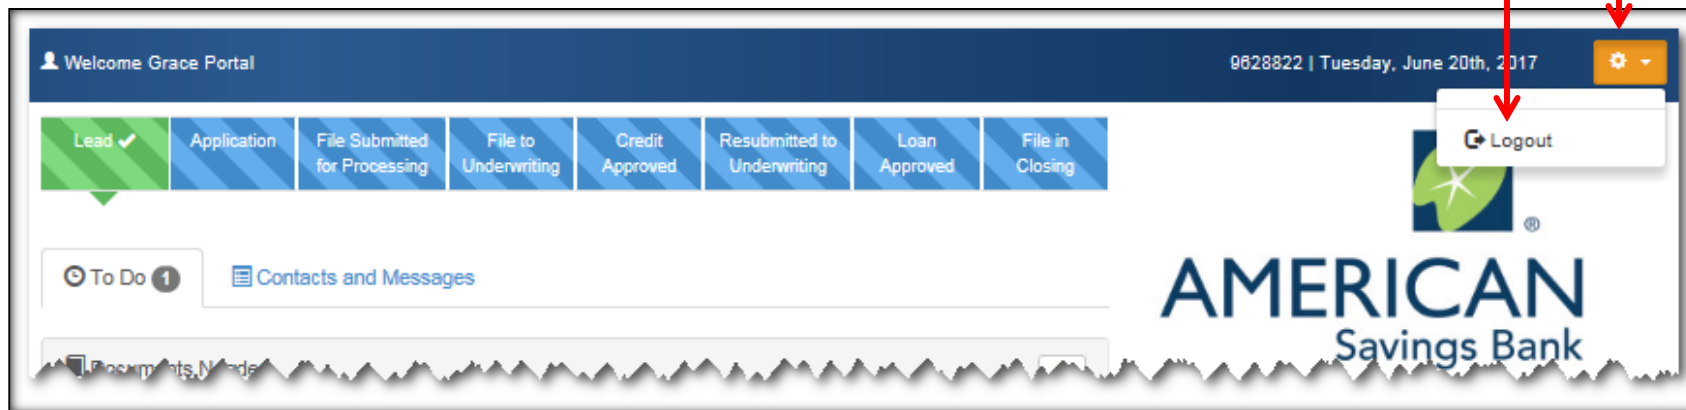 Welcome Grace Portal
9628822 | Tuesday, June 20th, 2017
Logout
Lead
Application
File Submitted
for Processing
File to
Underwriting
Credit
Approved
Resubmitted to
Underwriting
Loan
Approved
File in
Closing
To Do 1
Contacts and Messages
®
AMERICAN
Savings Bank
Documents